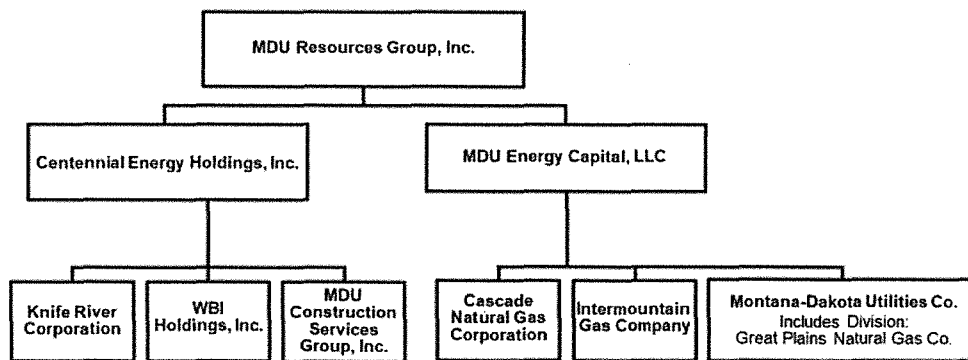 MDU Resources Group, Inc.
Centennial Energy Holdings, Inc.
MDU Energy Capital, LLC
Knife River
Corporation
WBI
Holdings, Inc.
MDU
Construction
Services
Group, Inc.
Cascade
Natural Gas
Corporation
Intermountain
Gas Company
Montana-Dakota Utilities Co.
Includes Division:
Great Plains Natural Gas Co.